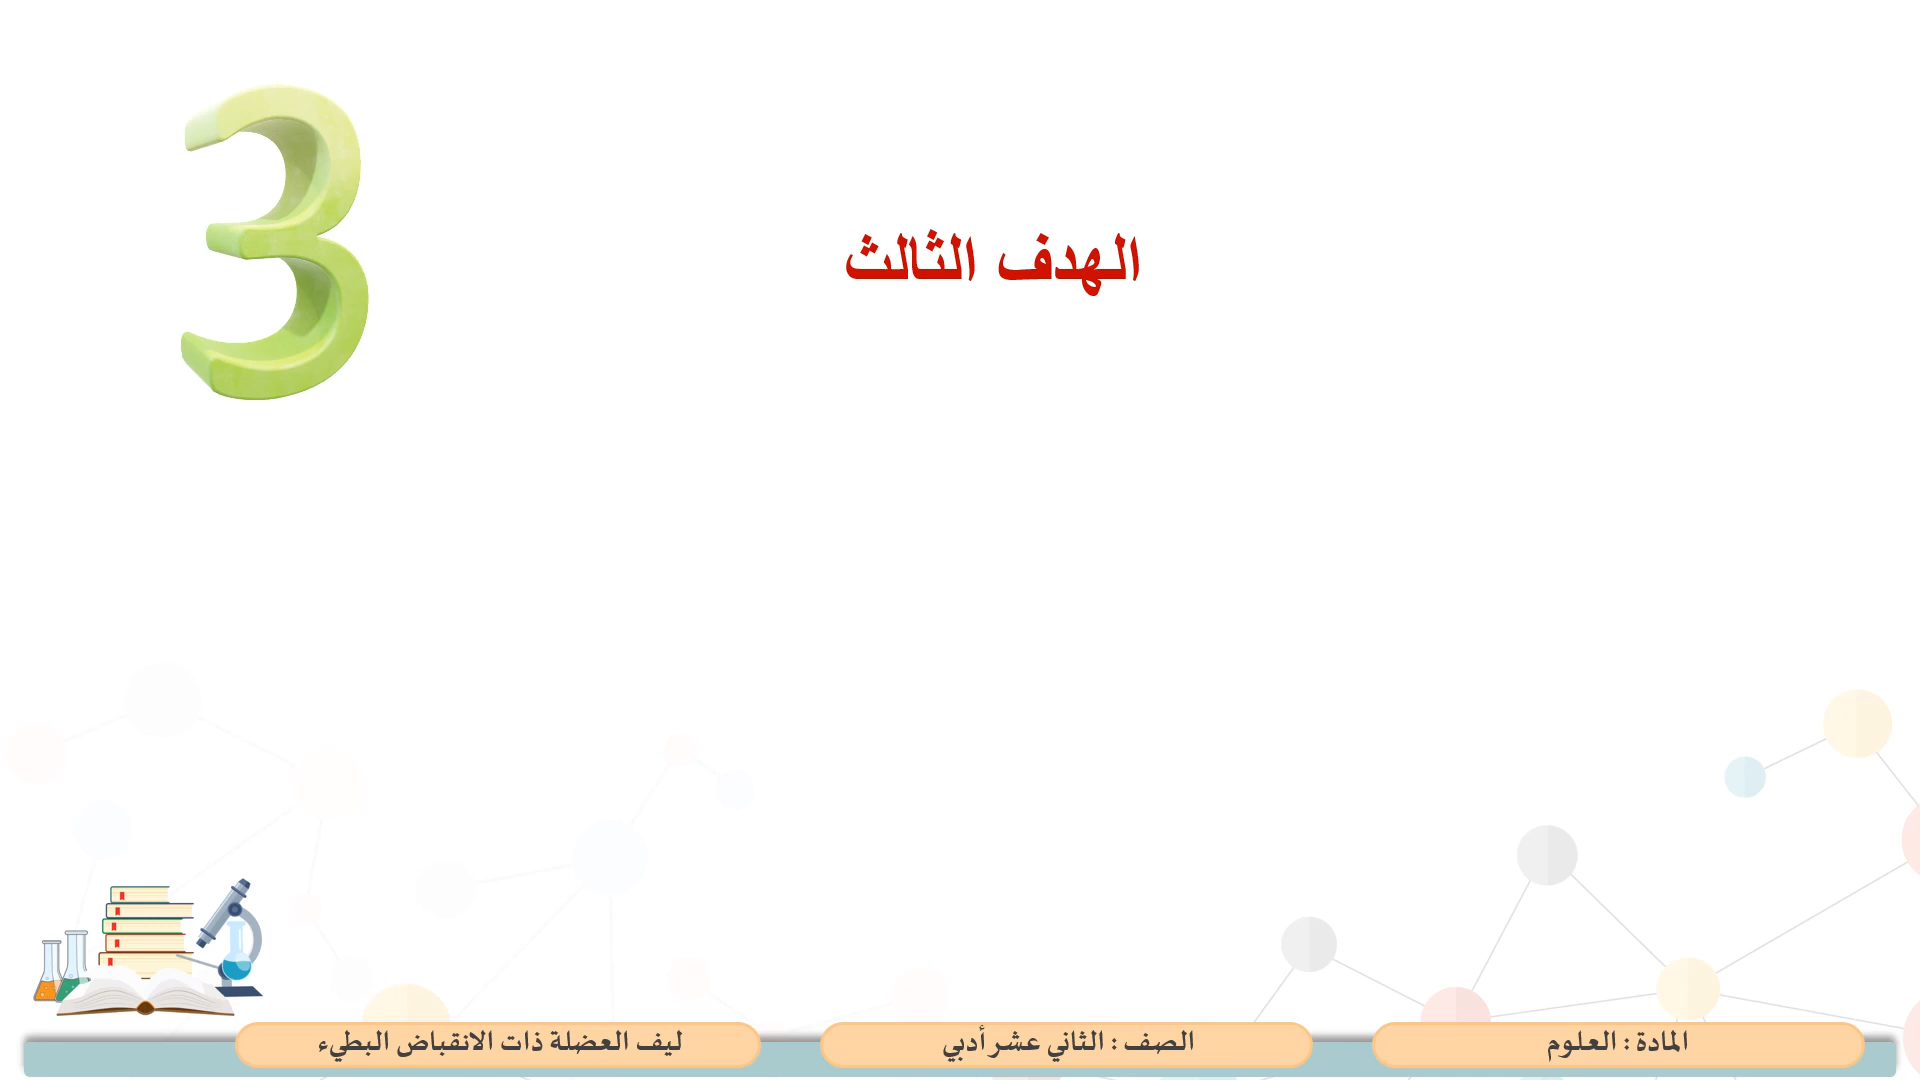 3
الهدف الثالث
المادة : العلوم
الصف : الثاني عشر أدبي
ليف العضلة ذات الانقباض البطيء